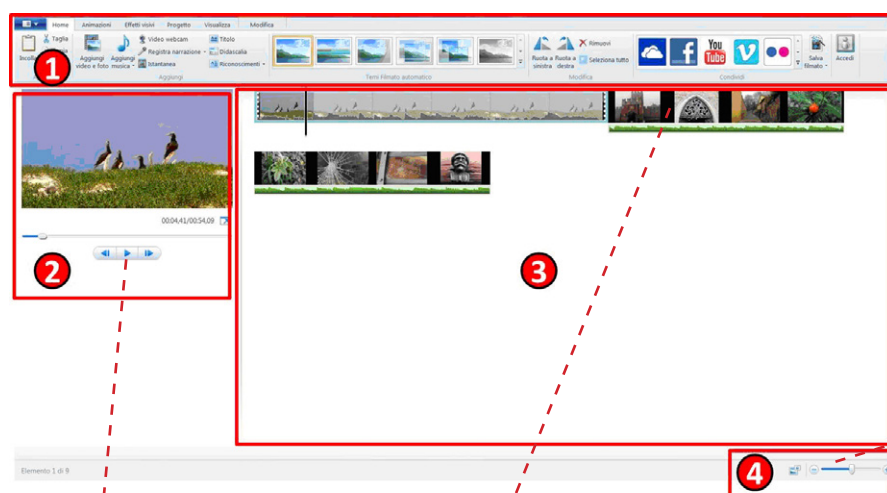 Home Animazioni Effetti visivi Progetto Visualizza Modifica
Taglia
Incolla
Aggiungi video e foto
Aggiungi musica
Video webcam
Registra narrazione
Istantanea
Titolo
Didascalia
Riconoscimenti
Aggiungi
Temi Filmato automatico
Ruota a sinistra
Ruota a destra
Rimuovi
Seleziona tutto
Modifica
You
Tube
Condividi
Salva filmato
Accedi
1
00:04,41/00:54,09
2
3
Elemento 1 di 9
4